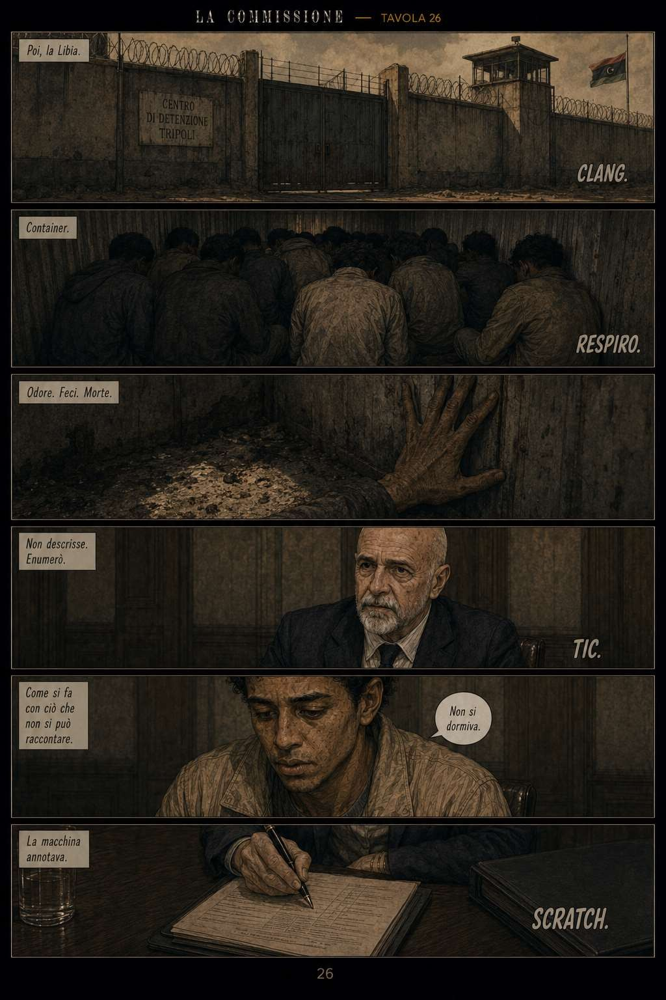 LA COMMISSIONE — TAVOLA 26
Poi, la Libia.
CENTRO
DI DETENZIONE
TRIPOLI
CLANG.
Container.
RESPIRO.
Odore. Feci. Morte.
Non descrisse.
Enumerò.
TIC.
Come si fa
con ciò che
non si può
raccontare.
Non si
dormiva.
La macchina
annotava.
SCRATCH.
26